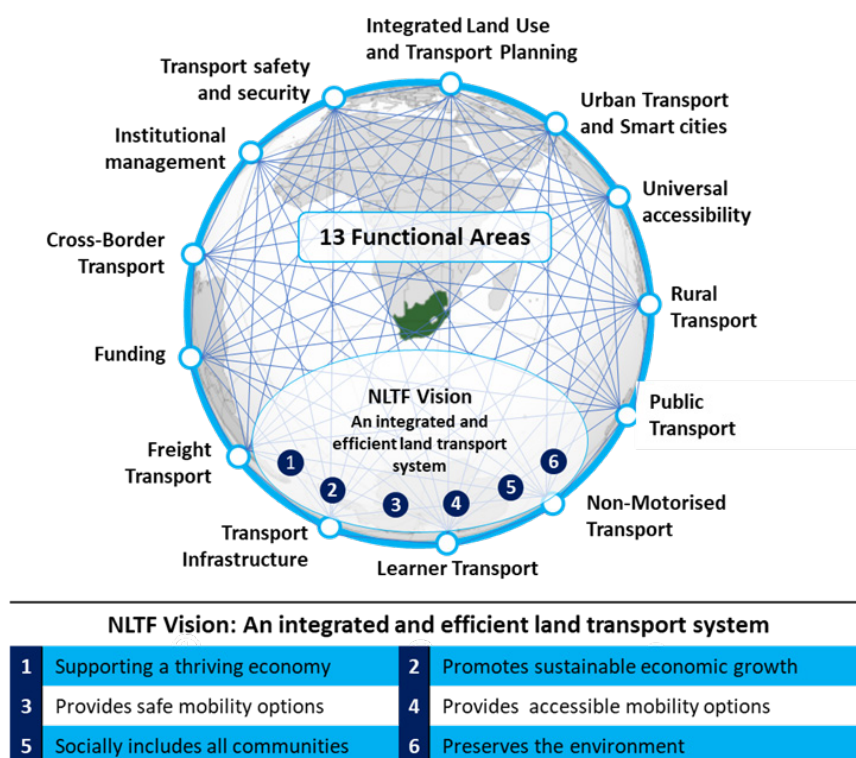 Integrated Land Use
and Transport Planning
Transport safety
and security
Urban Transport
and Smart cities
Institutional
management
Universal
accessibility
13 Functional Areas
Cross-Border
Transport
Rural
Transport
Funding
NLTF Vision
An integrated and
efficient land transport
system
Public
Transport
Freight
Transport
1
2
3
4
5
6
Non-Motorised
Transport
Transport
Infrastructure
Learner Transport
NLTF Vision: An integrated and efficient land transport system
1 Supporting a thriving economy 2 Promotes sustainable economic growth
3 Provides safe mobility options 4 Provides accessible mobility options
5 Socially includes all communities 6 Preserves the environment